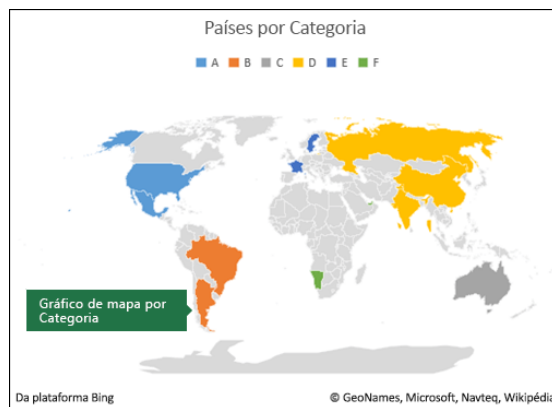 Países por Categoria
A B C D E F
Gráfico de mapa por
Categoria
Da plataforma Bing © GeoNames, Microsoft, Navteq, Wikipédia